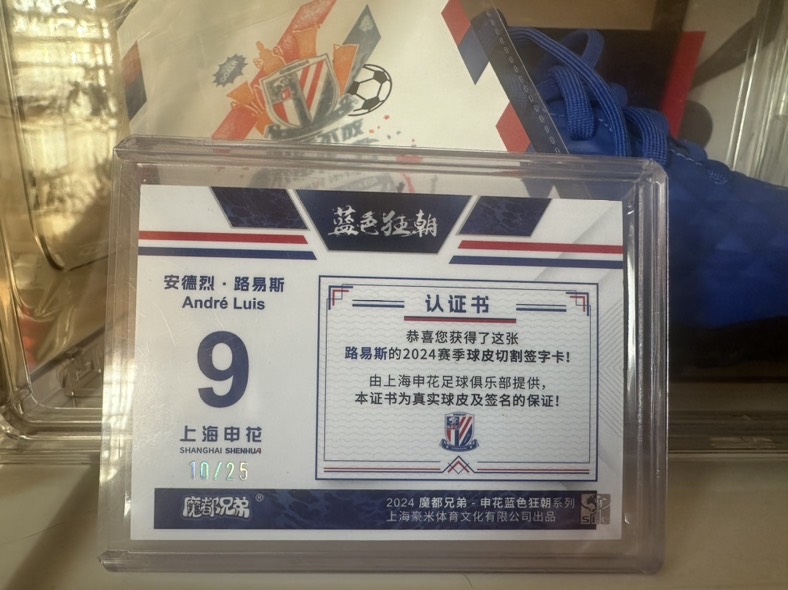 蓝色狂朝
安德烈·路易斯
André Luis
9
上海申花
SHANGHAI SHENHUA
10/25
认证书
恭喜您获得了这张
路易斯的2024赛季球皮切割签字卡!
由上海申花足球俱乐部提供，
本证书为真实球皮及签名的保证!
魔都兄弟®
2024 魔都兄弟 - 申花蓝色狂朝系列
上海豪米体育文化有限公司出品